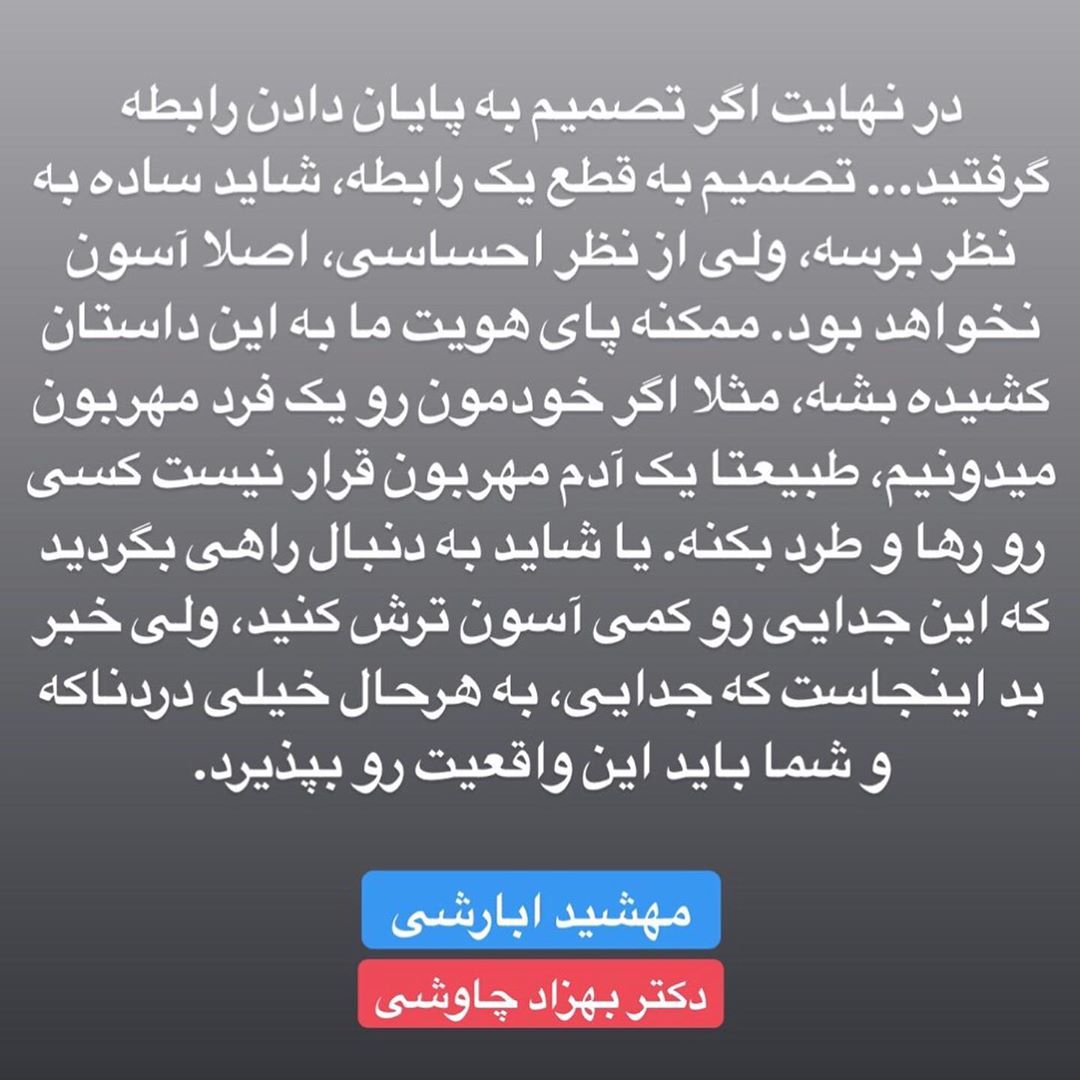 در نهایت اگر تصمیم به پایان دادن رابطه
گرفتید... تصمیم به قطع یک رابطه، شاید ساده به
نظر برسه، ولی از نظر احساسی، اصلا آسون
نخواهد بود. ممکنه پای هویت ما به این داستان
کشیده بشه، مثلا اگر خودمون رو یک فرد مهربون
میدونیم، طبیعتا یک آدم مهربون قرار نیست کسی
رو رها و طرد بکنه. یا شاید به دنبال راهی بگردید
که این جدایی رو کمی آسون ترش کنید، ولی خبر
بد اینجاست که جدایی، به هرحال خیلی دردناکه
و شما باید این واقعیت رو بپذیرد.
مهشید ابارشی
دکتر بهزاد چاوشی